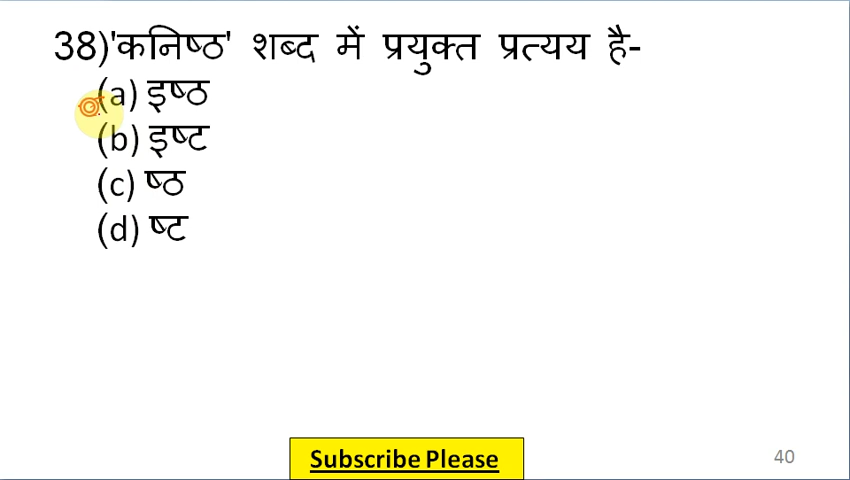 38)'कनिष्ठ' शब्द में प्रयुक्त प्रत्यय है-
(a) इष्ठ
(b) इष्ट
(c) ष्ठ
(d) ष्ट
Subscribe Please
40